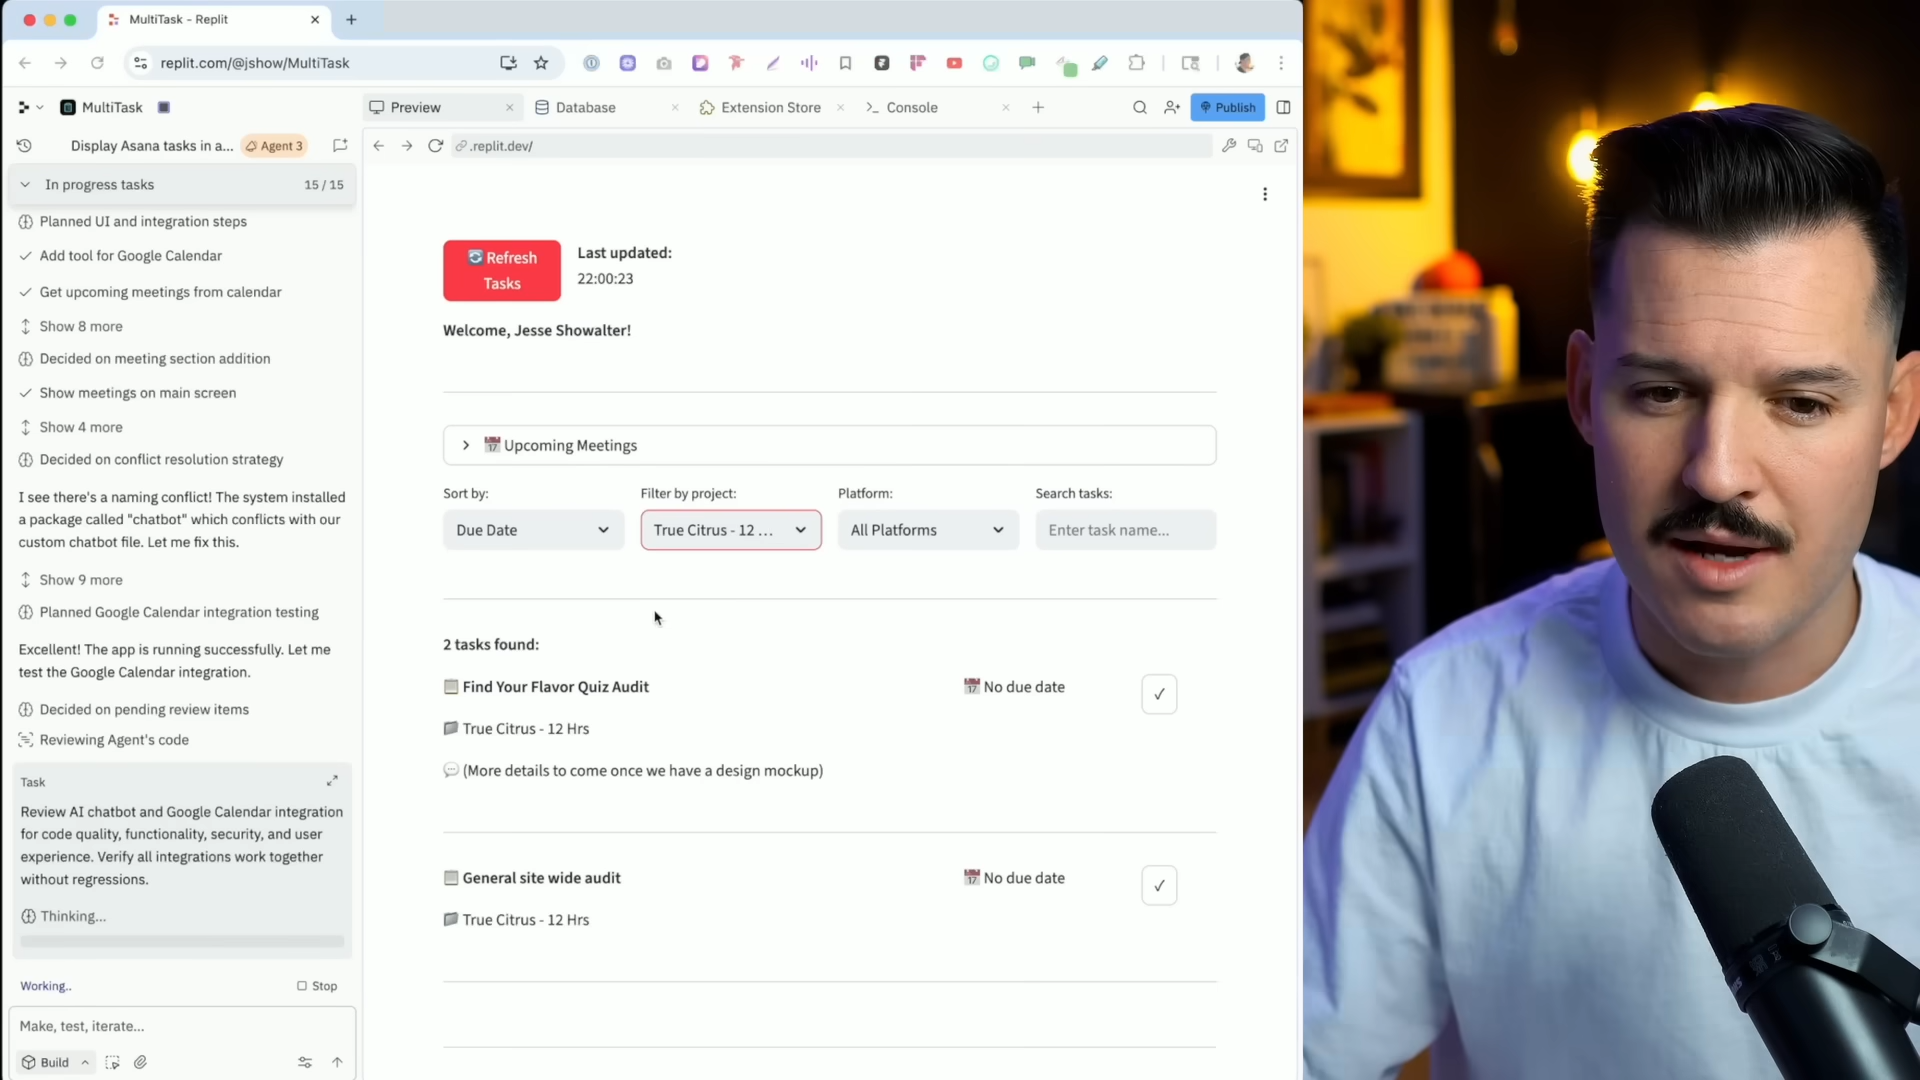 MultiTask - Replit
replit.com/@jshow/MultiTask
MultiTask
Preview
Database
Extension Store
Console
Publish
Display Asana tasks in a...
Agent 3
.replit.dev/
In progress tasks
15 / 15
Planned UI and integration steps
Add tool for Google Calendar
Get upcoming meetings from calendar
Show 8 more
Decided on meeting section addition
Show meetings on main screen
Show 4 more
Decided on conflict resolution strategy
I see there's a naming conflict! The system installed
a package called "chatbot" which conflicts with our
custom chatbot file. Let me fix this.
Show 9 more
Planned Google Calendar integration testing
Excellent! The app is running successfully. Let me
test the Google Calendar integration.
Decided on pending review items
Reviewing Agent's code
Task
Review AI chatbot and Google Calendar integration
for code quality, functionality, security, and user
experience. Verify all integrations work together
without regressions.
Thinking...
Working..
Stop
Make, test, iterate...
Build
Refresh
Tasks
Last updated:
22:00:23
Welcome, Jesse Showalter!
Upcoming Meetings
Sort by:
Filter by project:
Platform:
Search tasks:
Due Date
True Citrus - 12 ...
All Platforms
Enter task name...
2 tasks found:
Find Your Flavor Quiz Audit
No due date
True Citrus - 12 Hrs
(More details to come once we have a design mockup)
General site wide audit
No due date
True Citrus - 12 Hrs